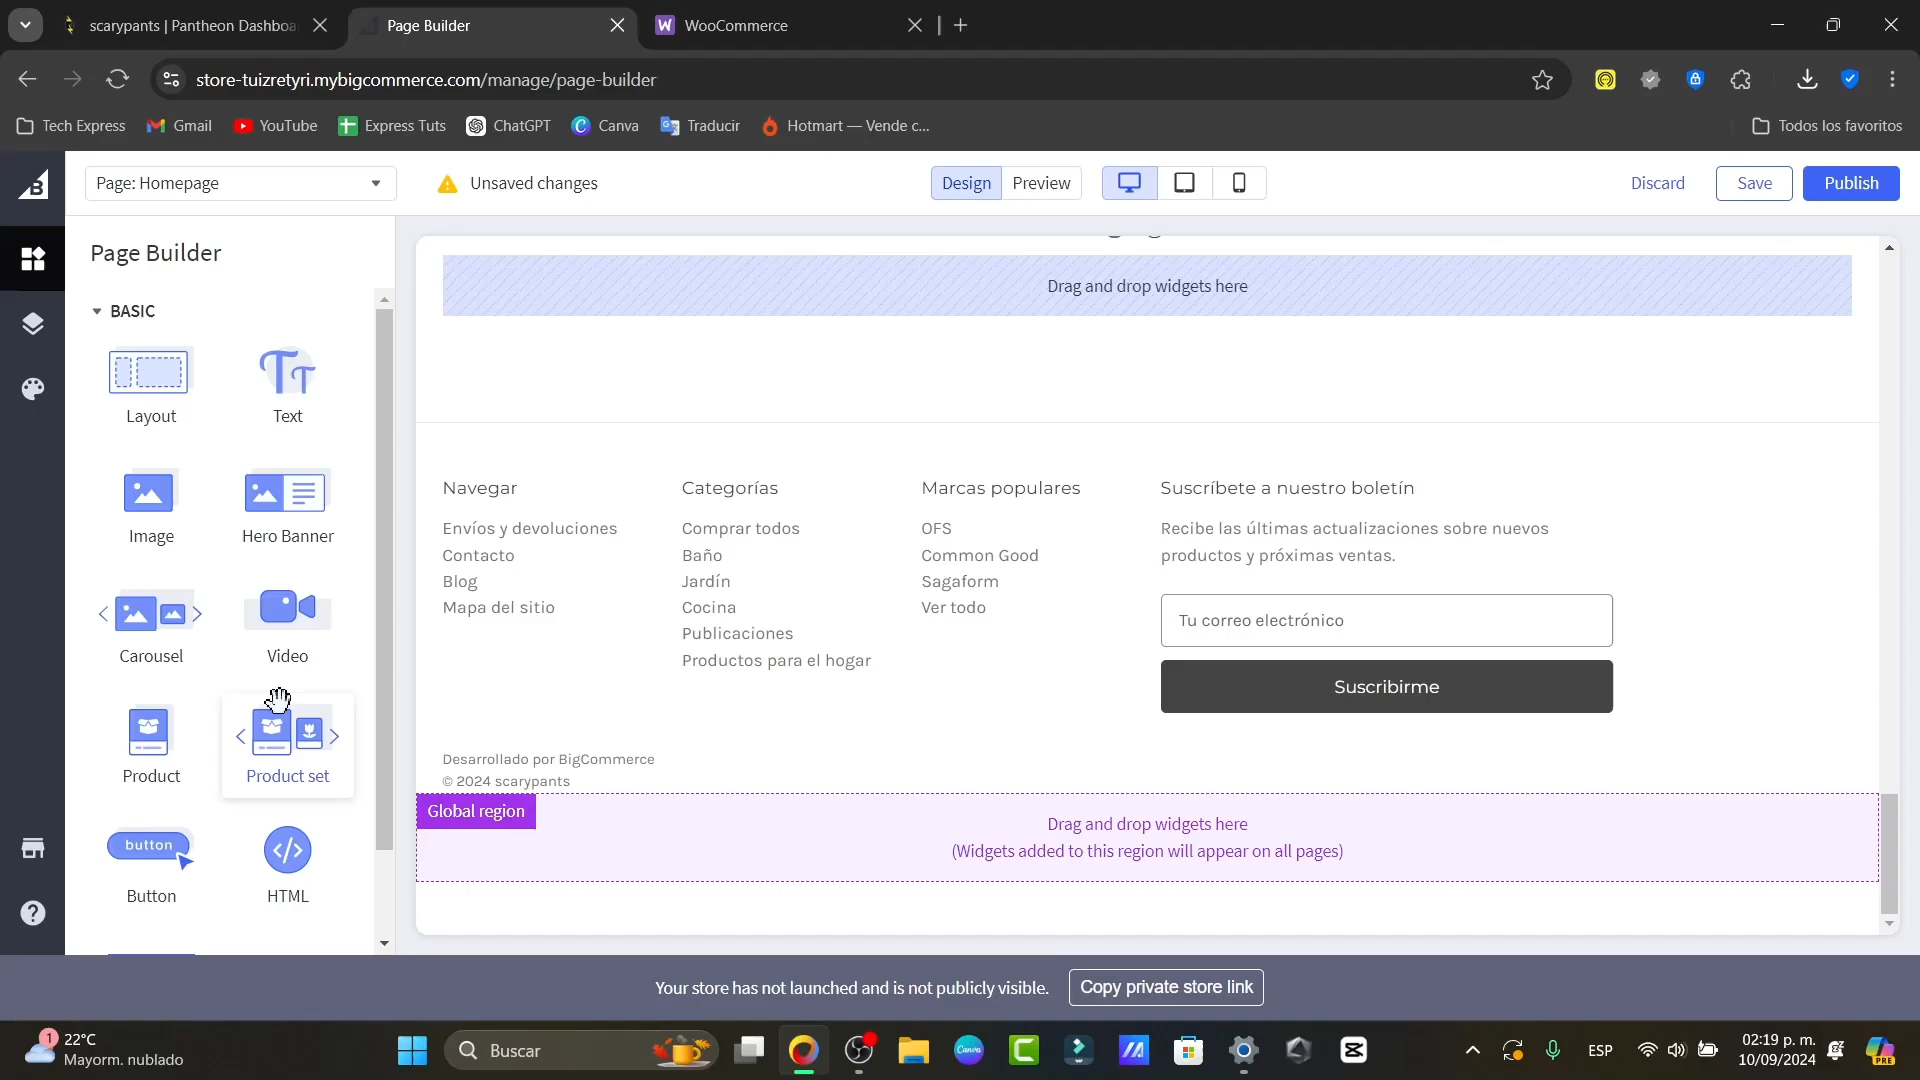 scarypants | Pantheon Dashboa
Page Builder
WooCommerce
store-tuizretyri.mybigcommerce.com/manage/page-builder
Tech Express
Gmail
YouTube
Express Tuts
ChatGPT
Canva
Traducir
Hotmart — Vende c...
Todos los favoritos
Page: Homepage
Unsaved changes
Design
Preview
Discard
Save
Publish
Page Builder
BASIC
Layout
Text
Image
Hero Banner
Carousel
Video
Product
Product set
button
Button
HTML
Drag and drop widgets here
Navegar
Envíos y devoluciones
Contacto
Blog
Mapa del sitio
Categorías
Comprar todos
Baño
Jardín
Cocina
Publicaciones
Productos para el hogar
Marcas populares
OFS
Common Good
Sagaform
Ver todo
Suscríbete a nuestro boletín
Recibe las últimas actualizaciones sobre nuevos
productos y próximas ventas.
Tu correo electrónico
Suscribirme
Desarrollado por BigCommerce
© 2024 scarypants
Global region
Drag and drop widgets here
(Widgets added to this region will appear on all pages)
Your store has not launched and is not publicly visible.
Copy private store link
1
22°C
Mayorm. nublado
Buscar
Canva
ESP
02:19 p. m.
10/09/2024
PRE